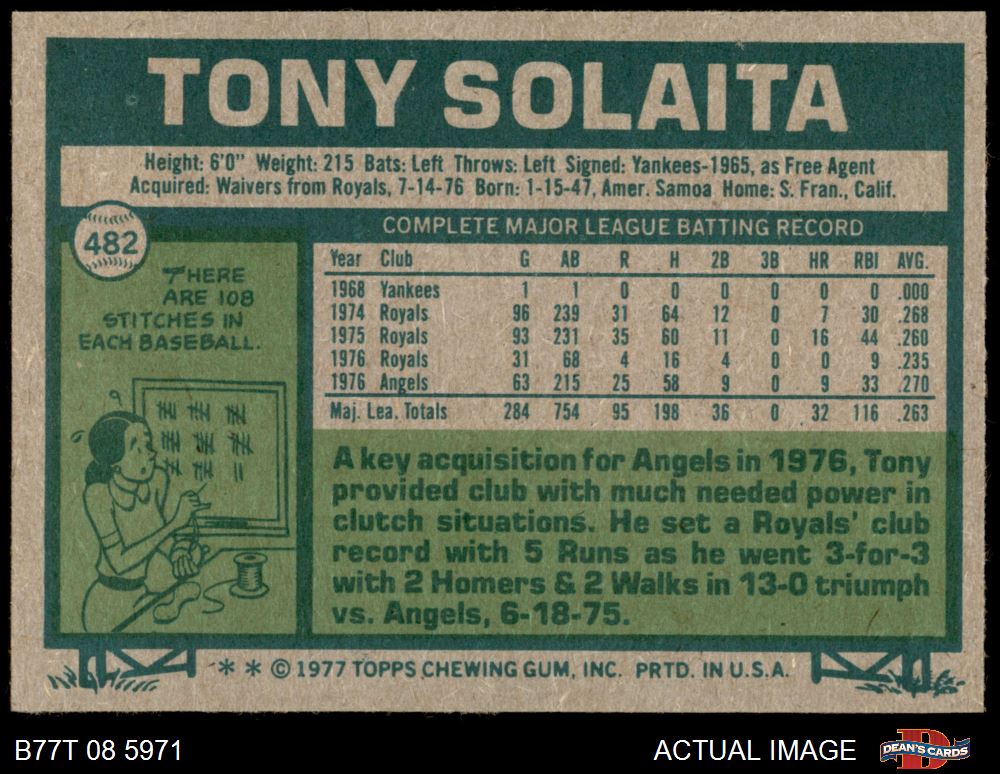 TONY SOLAITA
Height: 6'0" Weight: 215 Bats: Left Throws: Left Signed: Yankees-1965, as Free Agent
Acquired: Waivers from Royals, 7-14-76 Born: 1-15-47, Amer. Samoa Home: S. Fran., Calif.
482
THERE
ARE 108
STITCHES IN
EACH BASEBALL.
COMPLETE MAJOR LEAGUE BATTING RECORD
Year Club G AB R H 2B 3B HR RBI AVG.
1968 Yankees 1 1 0 0 0 0 0 0 .000
1974 Royals 96 239 31 64 12 0 7 30 .268
1975 Royals 93 231 35 60 11 0 16 44 .260
1976 Royals 31 68 4 16 4 0 0 9 .235
1976 Angels 63 215 25 58 9 0 9 33 .270
Maj. Lea. Totals 284 754 95 198 36 0 32 116 .263
A key acquisition for Angels in 1976, Tony
provided club with much needed power in
clutch situations. He set a Royals' club
record with 5 Runs as he went 3-for-3
with 2 Homers & 2 Walks in 13-0 triumph
vs. Angels, 6-18-75.
* * © 1977 TOPPS CHEWING GUM, INC. PRTD. IN U.S.A.
B77T 08 5971
ACTUAL IMAGE
DEAN'S CARDS